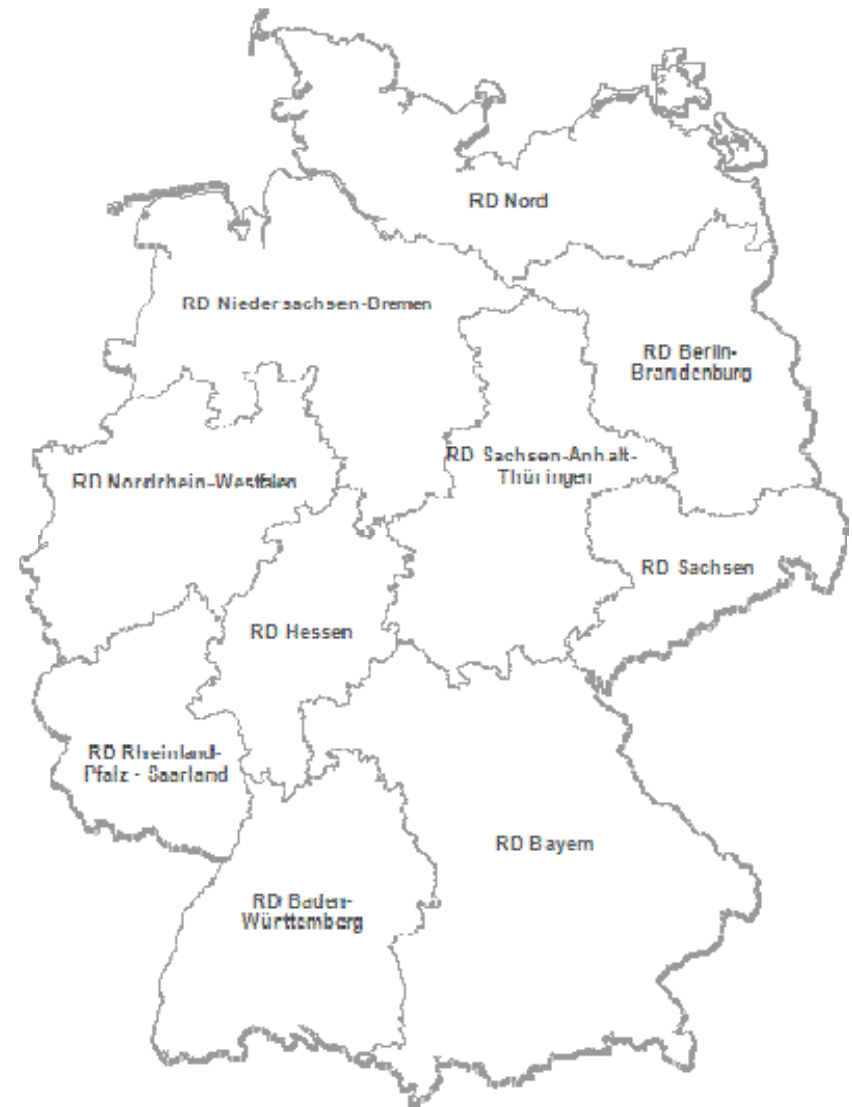 RD Nord
RD Niedersachsen-Bremen
RD Berlin-
Brandenburg
RD Sachsen-Anhalt-
Thüringen
RD Nordrhein-Westfalen
RD Sachsen
RD Hessen
RD Rheinland-
Pfalz - Saarland
RD Bayern
RD Baden-
Württemberg